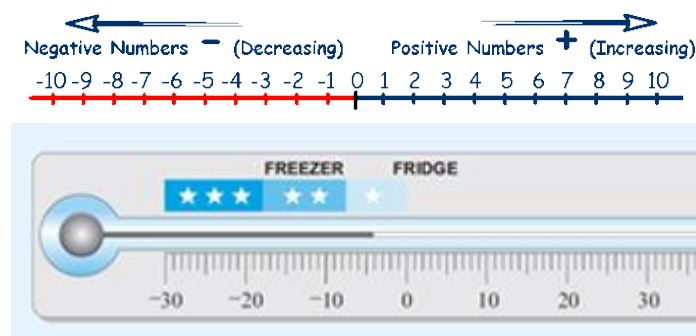 Negative Numbers - (Decreasing) Positive Numbers + (Increasing)
-10 -9 -8 -7 -6 -5 -4 -3 -2 -1 0 1 2 3 4 5 6 7 8 9 10
FREEZER FRIDGE
−30 −20 −10 0 10 20 30